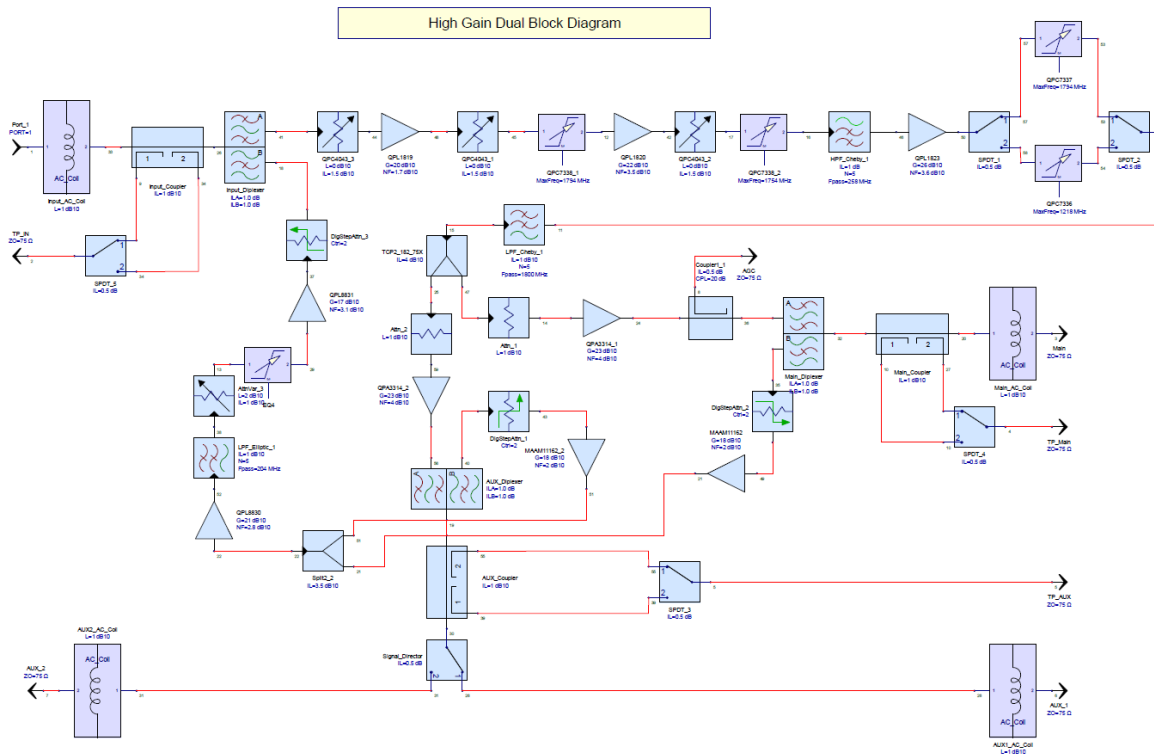 High Gain Dual Block Diagram
Port_1
PORT=1
AC_Coil
Input_AC_Coil
L=1 dB10
Input_Coupler
IL=1 dB10
Input_Diplexer
ILA=1.0 dB
ILB=1.0 dB
QPC4043_3
L=0 dB10
IL=1.5 dB10
QPL1819
G=20 dB10
NF=1.7 dB10
QPC4043_1
L=0 dB10
IL=1.5 dB10
QPC7338_1
MaxFreq=1794 MHz
QPL1820
G=22 dB10
NF=3.5 dB10
QPC4043_2
L=0 dB10
IL=1.5 dB10
QPC7338_2
MaxFreq=1794 MHz
HPF_Cheby_1
IL=1 dB
N=5
Fpass=258 MHz
QPL1823
G=26 dB10
NF=3.6 dB10
SPDT_1
IL=0.5 dB
QPC7337
MaxFreq=1794 MHz
QPC7336
MaxFreq=1218 MHz
SPDT_2
IL=0.5 dB
TP_IN
ZO=75 Ω
SPDT_5
IL=0.5 dB
DigStepAttn_3
Ctrl=2
QPL8831
G=17 dB10
NF=3.1 dB10
TCP2_182_75X
IL=4 dB10
LPF_Cheby_1
IL=1 dB10
N=5
Fpass=1800 MHz
Coupler1_1
IL=0.5 dB
CPL=20 dB
AGC
ZO=75 Ω
Attn_2
L=1 dB10
Attn_1
L=1 dB10
QPA3314_1
G=23 dB10
NF=4 dB10
Main_Diplexer
ILA=1.0 dB
ILB=1.0 dB
Main_Coupler
IL=1 dB10
AC_Coil
Main_AC_Coil
L=1 dB10
Main
ZO=75 Ω
AttnVar_3
L=2 dB10
IL=1 dB10
EQ4
QPA3314_2
G=23 dB10
NF=4 dB10
DigStepAttn_1
Ctrl=2
DigStepAttn_2
Ctrl=2
SPDT_4
IL=0.5 dB
TP_Main
ZO=75 Ω
LPF_Elliptic_1
IL=1 dB10
N=5
Fpass=204 MHz
MAAM11162_2
G=18 dB10
NF=2 dB10
MAAM11162
G=18 dB10
NF=2 dB10
AUX_Diplexer
ILA=1.0 dB
ILB=1.0 dB
QPL8830
G=21 dB10
NF=2.8 dB10
Split2_2
IL=3.5 dB10
AUX_Coupler
IL=1 dB10
SPDT_3
IL=0.5 dB
TP_AUX
ZO=75 Ω
AUX2_AC_Coil
L=1 dB10
AC_Coil
AUX_2
ZO=75 Ω
Signal_Director
IL=0.5 dB
AC_Coil
AUX1_AC_Coil
L=1 dB10
AUX_1
ZO=75 Ω